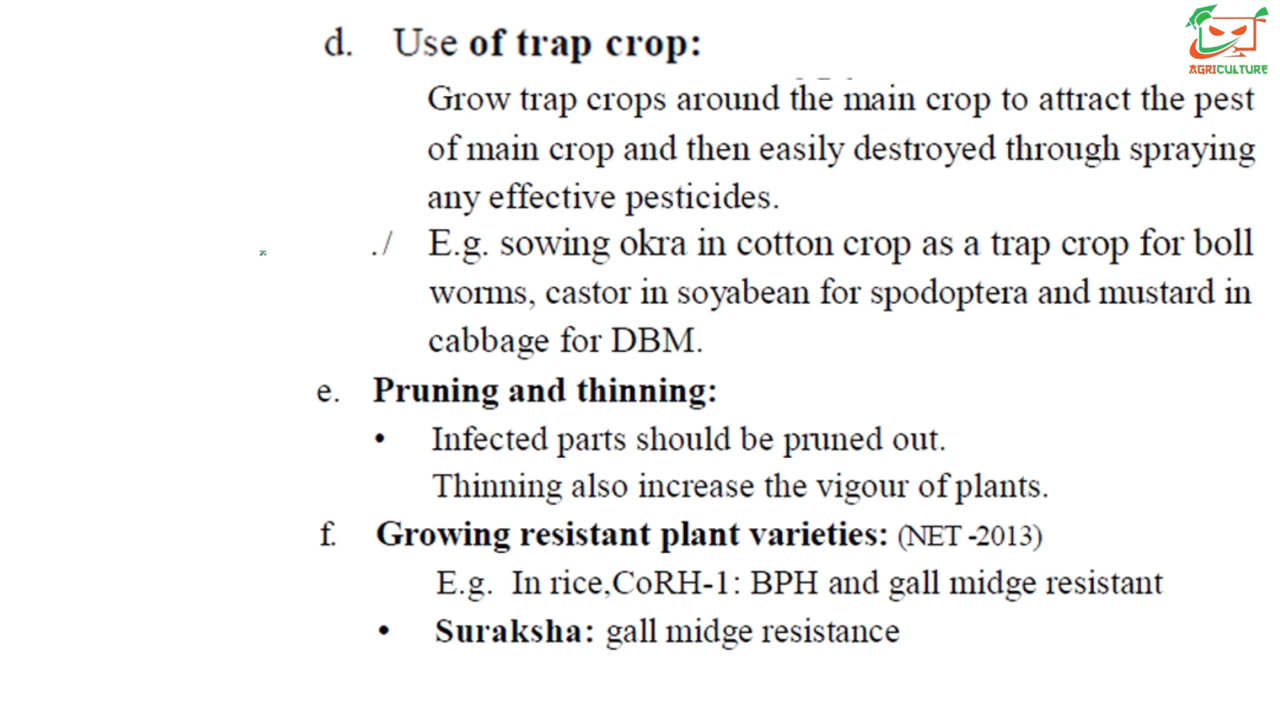 AGRICULTURE
d. Use of trap crop:
Grow trap crops around the main crop to attract the pest
of main crop and then easily destroyed through spraying
any effective pesticides.
./ E.g. sowing okra in cotton crop as a trap crop for boll
worms, castor in soyabean for spodoptera and mustard in
cabbage for DBM.
e. Pruning and thinning:
• Infected parts should be pruned out.
Thinning also increase the vigour of plants.
f. Growing resistant plant varieties: (NET -2013)
E.g. In rice,CoRH-1: BPH and gall midge resistant
• Suraksha: gall midge resistance